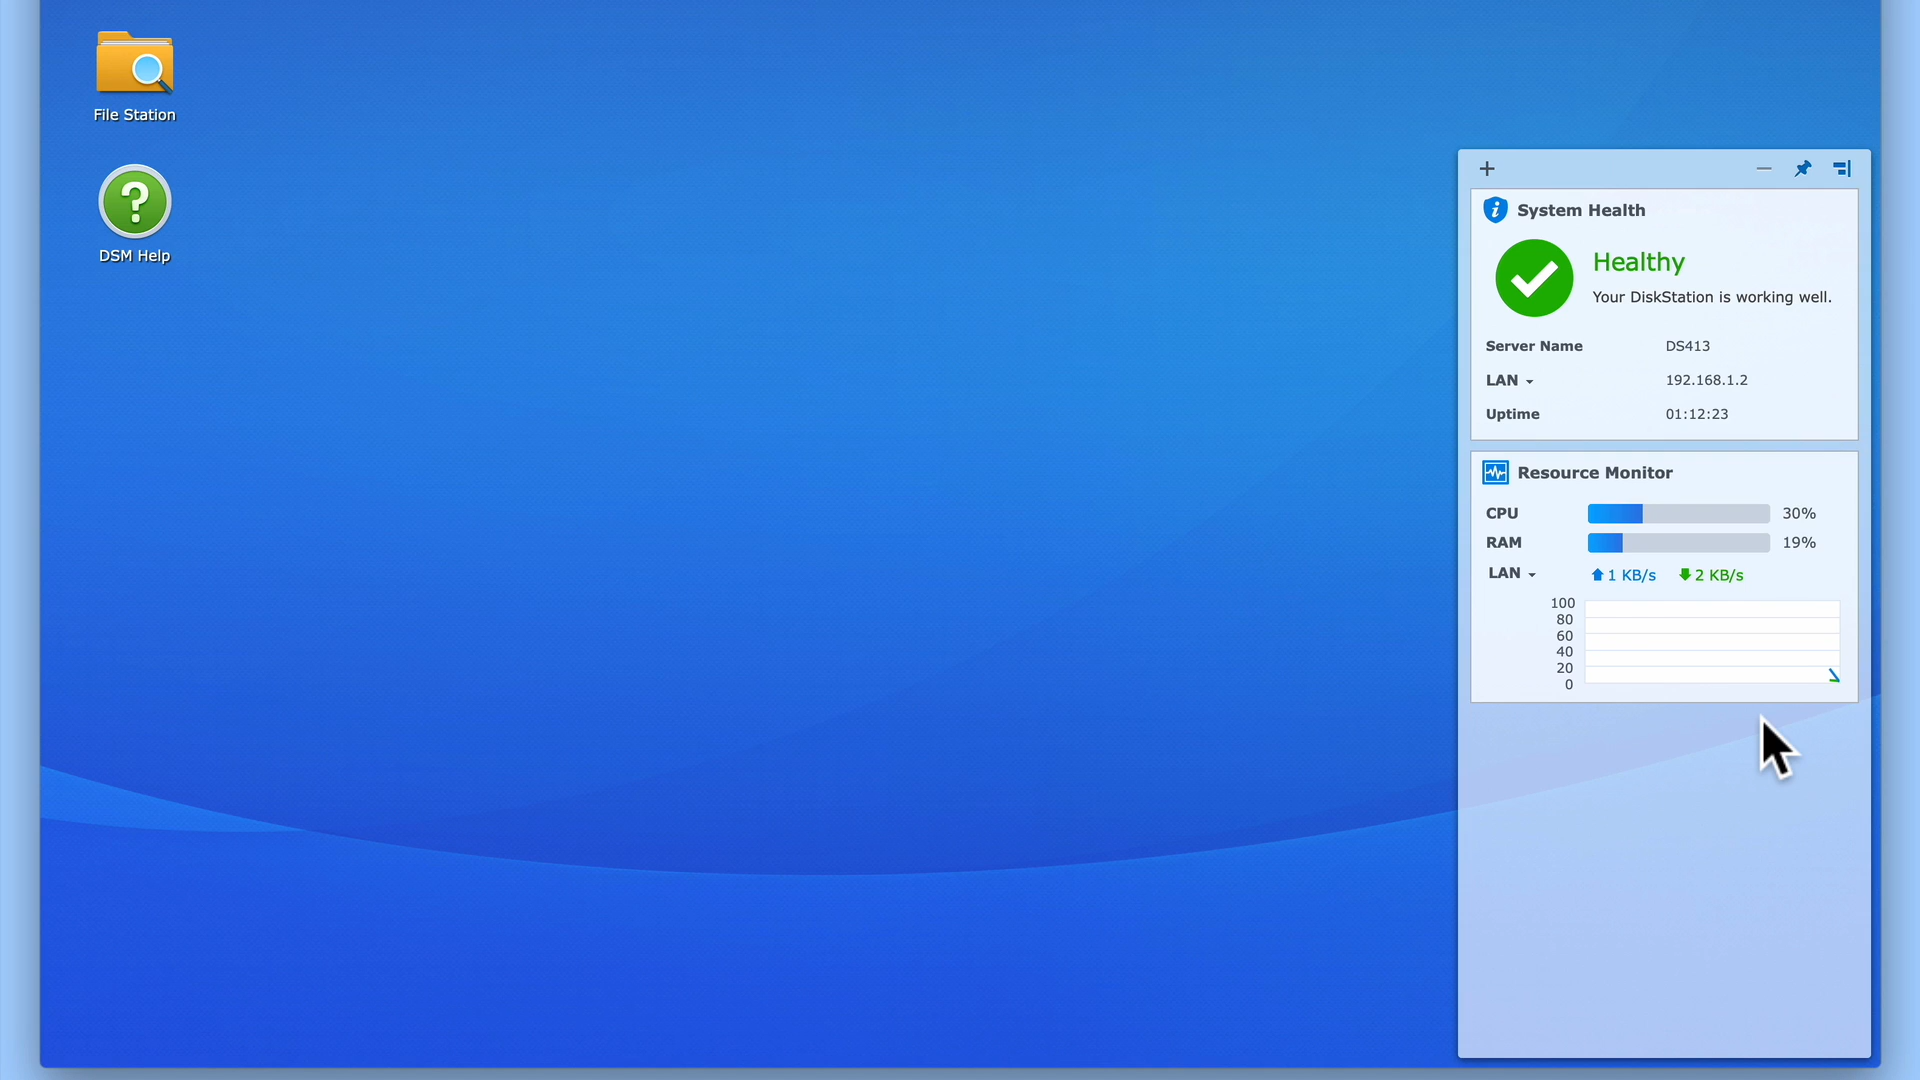 File Station
DSM Help
System Health
Healthy
Your DiskStation is working well.
Server Name DS413
LAN 192.168.1.2
Uptime 01:12:23
Resource Monitor
CPU 30%
RAM 19%
LAN 1 KB/s 2 KB/s
100
80
60
40
20
0